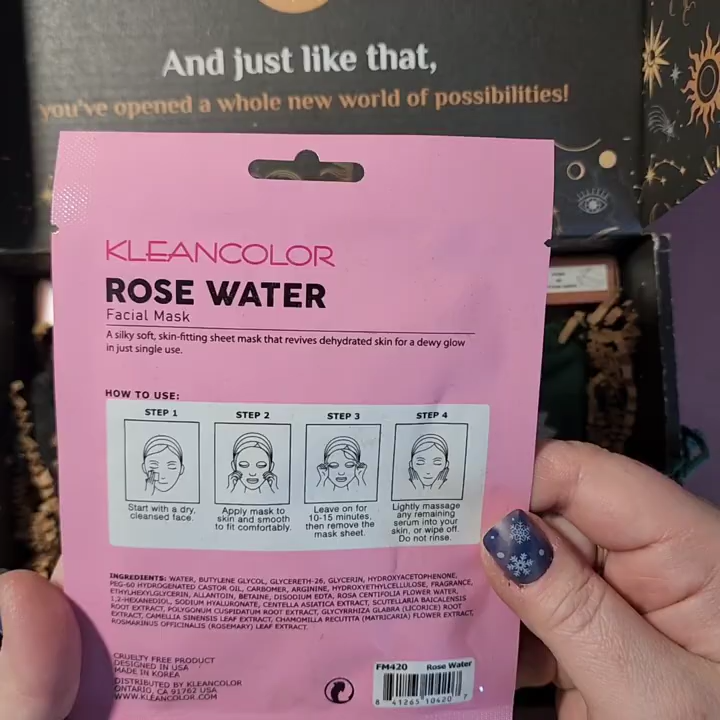 And just like that,
you've opened a whole new world of possibilities!
KLEANCOLOR
ROSE WATER
Facial Mask
A silky soft, skin-fitting sheet mask that revives dehydrated skin for a dewy glow
in just single use.
HOW TO USE:
STEP 1
Start with a dry,
cleansed face.
STEP 2
Apply mask to
skin and smooth
to fit comfortably.
STEP 3
Leave on for
10-15 minutes,
then remove the
mask sheet.
STEP 4
Lightly massage
any remaining
serum into your
skin, or wipe off.
Do not rinse.
INGREDIENTS: WATER, BUTYLENE GLYCOL, GLYCERETH-26, GLYCERIN, HYDROXYACETOPHENONE,
PEG-60 HYDROGENATED CASTOR OIL, CARBOMER, ARGININE, HYDROXYETHYLCELLULOSE, FRAGRANCE,
ETHYLHEXYLGLYCERIN, ALLANTOIN, BETAINE, DISODIUM EDTA, ROSA CENTIFOLIA FLOWER WATER,
1,2-HEXANEDIOL, SODIUM HYALURONATE, CENTELLA ASIATICA EXTRACT, SCUTELLARIA BAICALENSIS
ROOT EXTRACT, POLYGONUM CUSPIDATUM ROOT EXTRACT, GLYCYRRHIZA GLABRA (LICORICE) ROOT
EXTRACT, CAMELLIA SINENSIS LEAF EXTRACT, CHAMOMILLA RECUTITA (MATRICARIA) FLOWER EXTRACT,
ROSMARINUS OFFICINALIS (ROSEMARY) LEAF EXTRACT.
CRUELTY FREE PRODUCT
DESIGNED IN USA
MADE IN KOREA
DISTRIBUTED BY KLEANCOLOR
ONTARIO, CA 91762 USA
WWW.KLEANCOLOR.COM
FM420 Rose Water
8 41265 10420 7